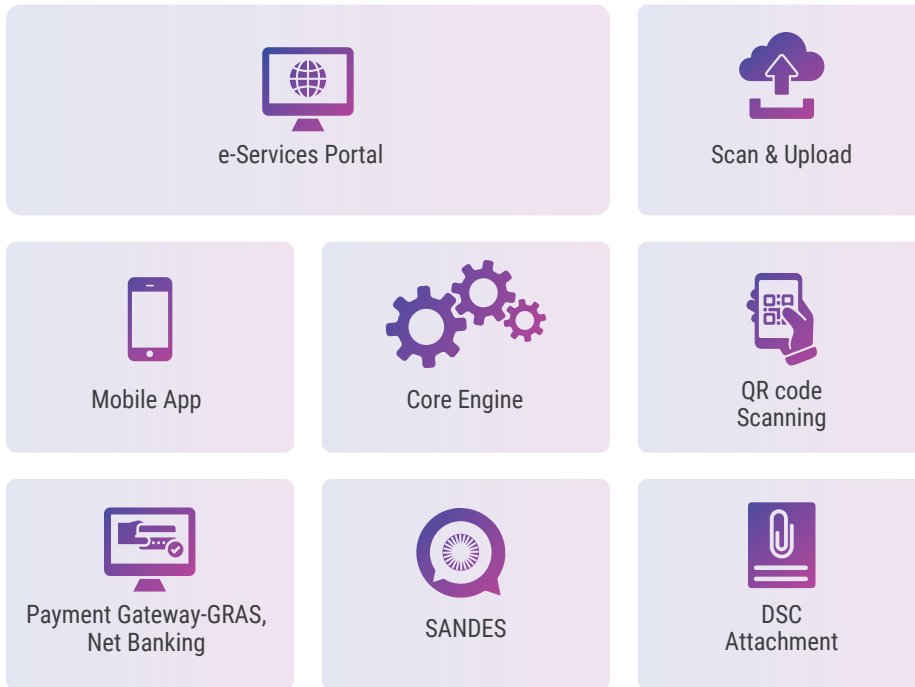 e-Services Portal
Scan & Upload
Mobile App
Core Engine
QR code
Scanning
Payment Gateway-GRAS,
Net Banking
SANDES
DSC
Attachment